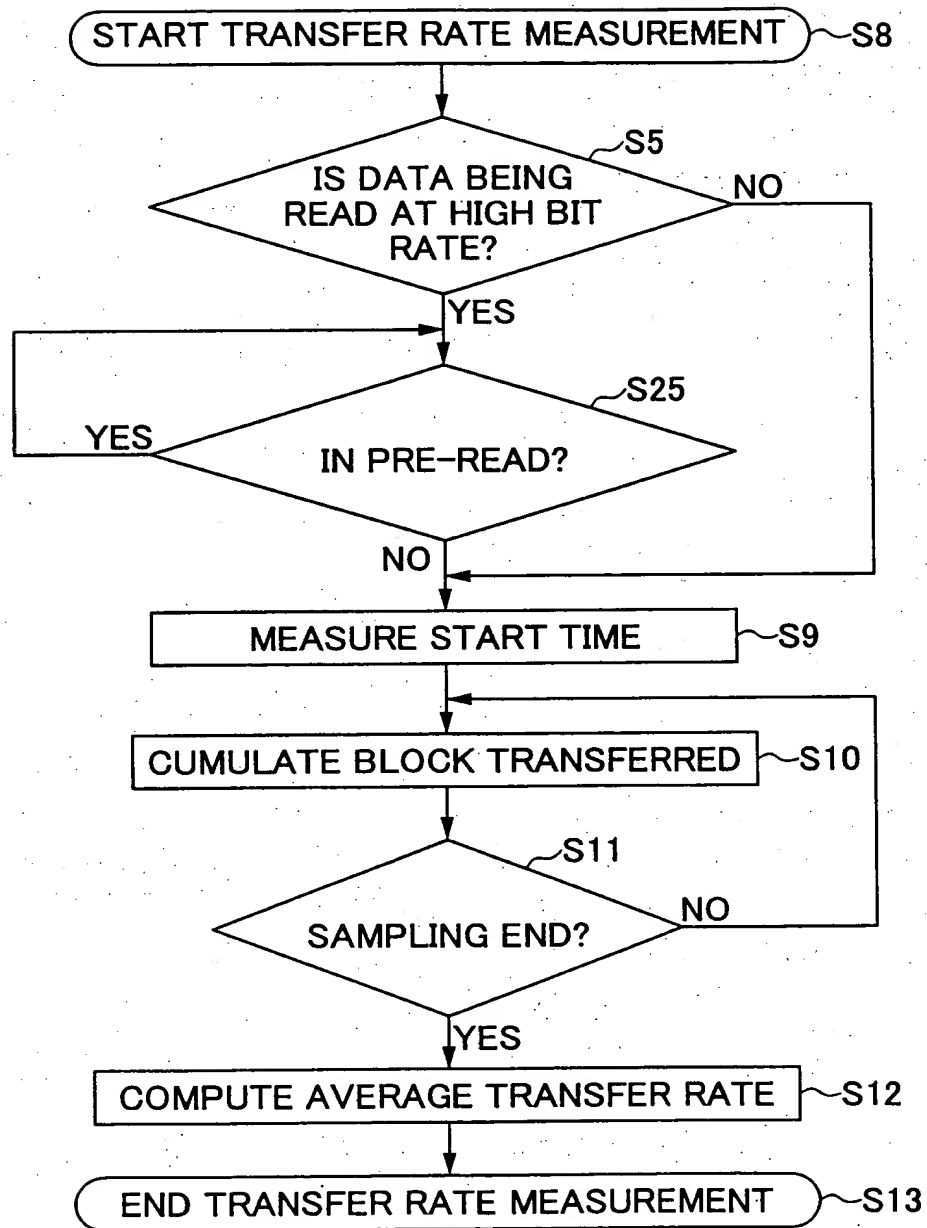 START TRANSFER RATE MEASUREMENT
S8
S5
IS DATA BEING
READ AT HIGH BIT
RATE?
NO
YES
S25
YES
IN PRE-READ?
NO
MEASURE START TIME
S9
CUMULATE BLOCK TRANSFERRED
S10
S11
SAMPLING END?
NO
YES
COMPUTE AVERAGE TRANSFER RATE
S12
END TRANSFER RATE MEASUREMENT
S13